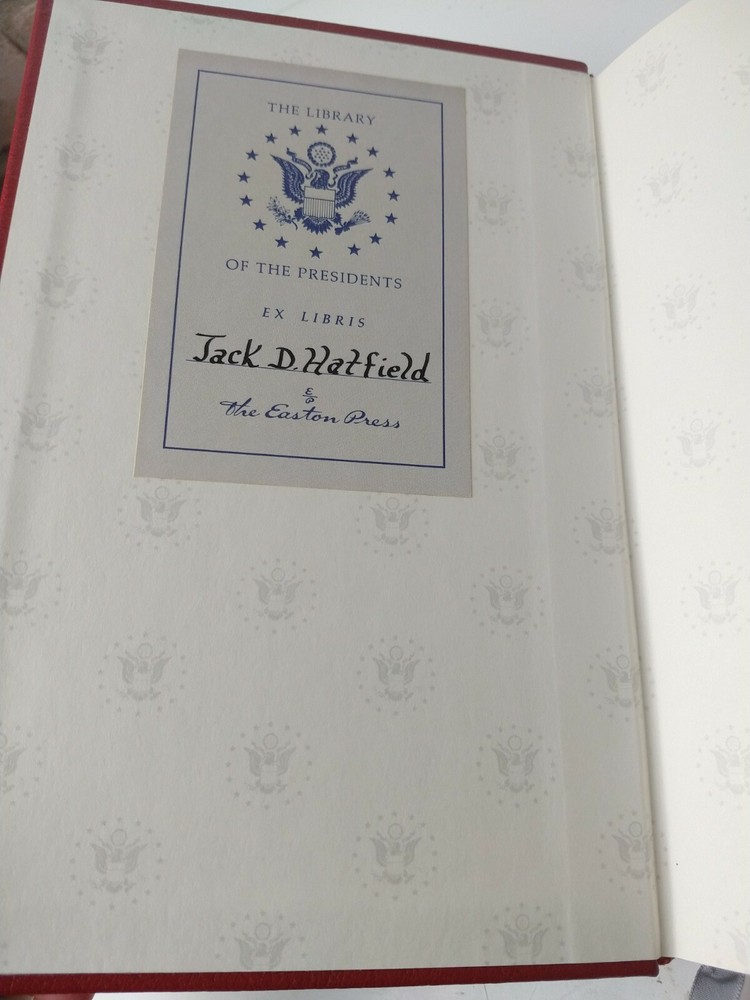 THE LIBRARY
OF THE PRESIDENTS
EX LIBRIS
Jack D. Hatfield
E
P
The Easton Press